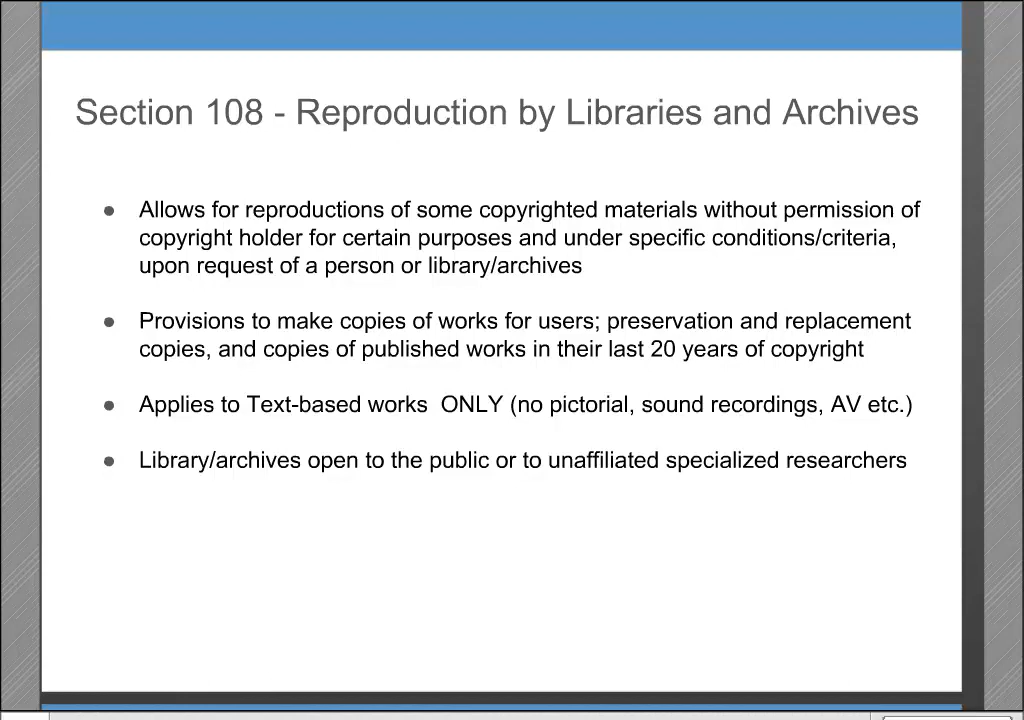 Section 108 - Reproduction by Libraries and Archives
● Allows for reproductions of some copyrighted materials without permission of
copyright holder for certain purposes and under specific conditions/criteria,
upon request of a person or library/archives
● Provisions to make copies of works for users; preservation and replacement
copies, and copies of published works in their last 20 years of copyright
● Applies to Text-based works  ONLY (no pictorial, sound recordings, AV etc.)
● Library/archives open to the public or to unaffiliated specialized researchers